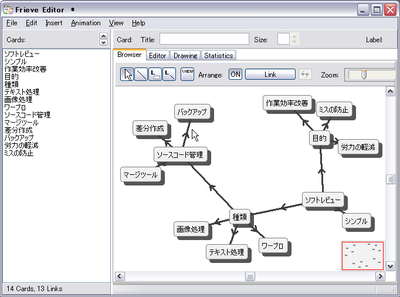 Frieve Editor *
File Edit Insert Animation View Help
Cards:
Card: Title: Size: Label:
ソフトレビュー
シンプル
作業効率改善
目的
種類
テキスト処理
画像処理
ワープロ
ソースコード管理
マージツール
差分作成
バックアップ
労力の軽減
ミスの防止
Browser Editor Drawing Statistics
VIEW Arrange: ON Link Zoom:
バックアップ
作業効率改善
ミスの防止
差分作成
目的
労力の軽減
ソースコード管理
マージツール
ソフトレビュー
種類
シンプル
画像処理
ワープロ
テキスト処理
14 Cards, 13 Links